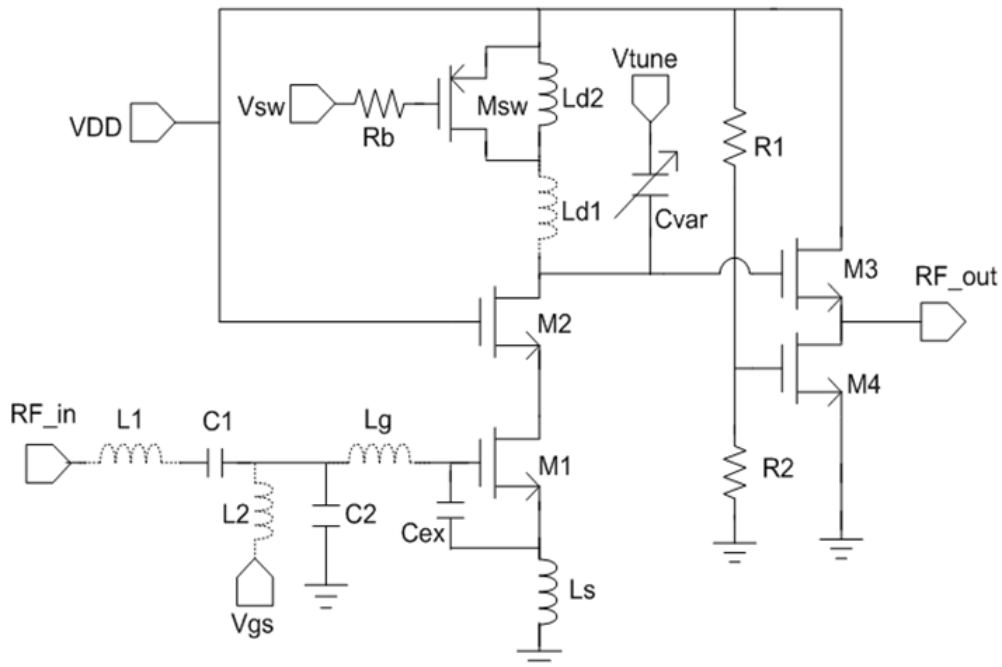 Vtune
Vsw
Msw
Ld2
VDD
Rb
R1
Ld1
Cvar
M3
RF_out
M2
M4
RF_in
L1
C1
Lg
M1
R2
L2
C2
Cex
Ls
Vgs